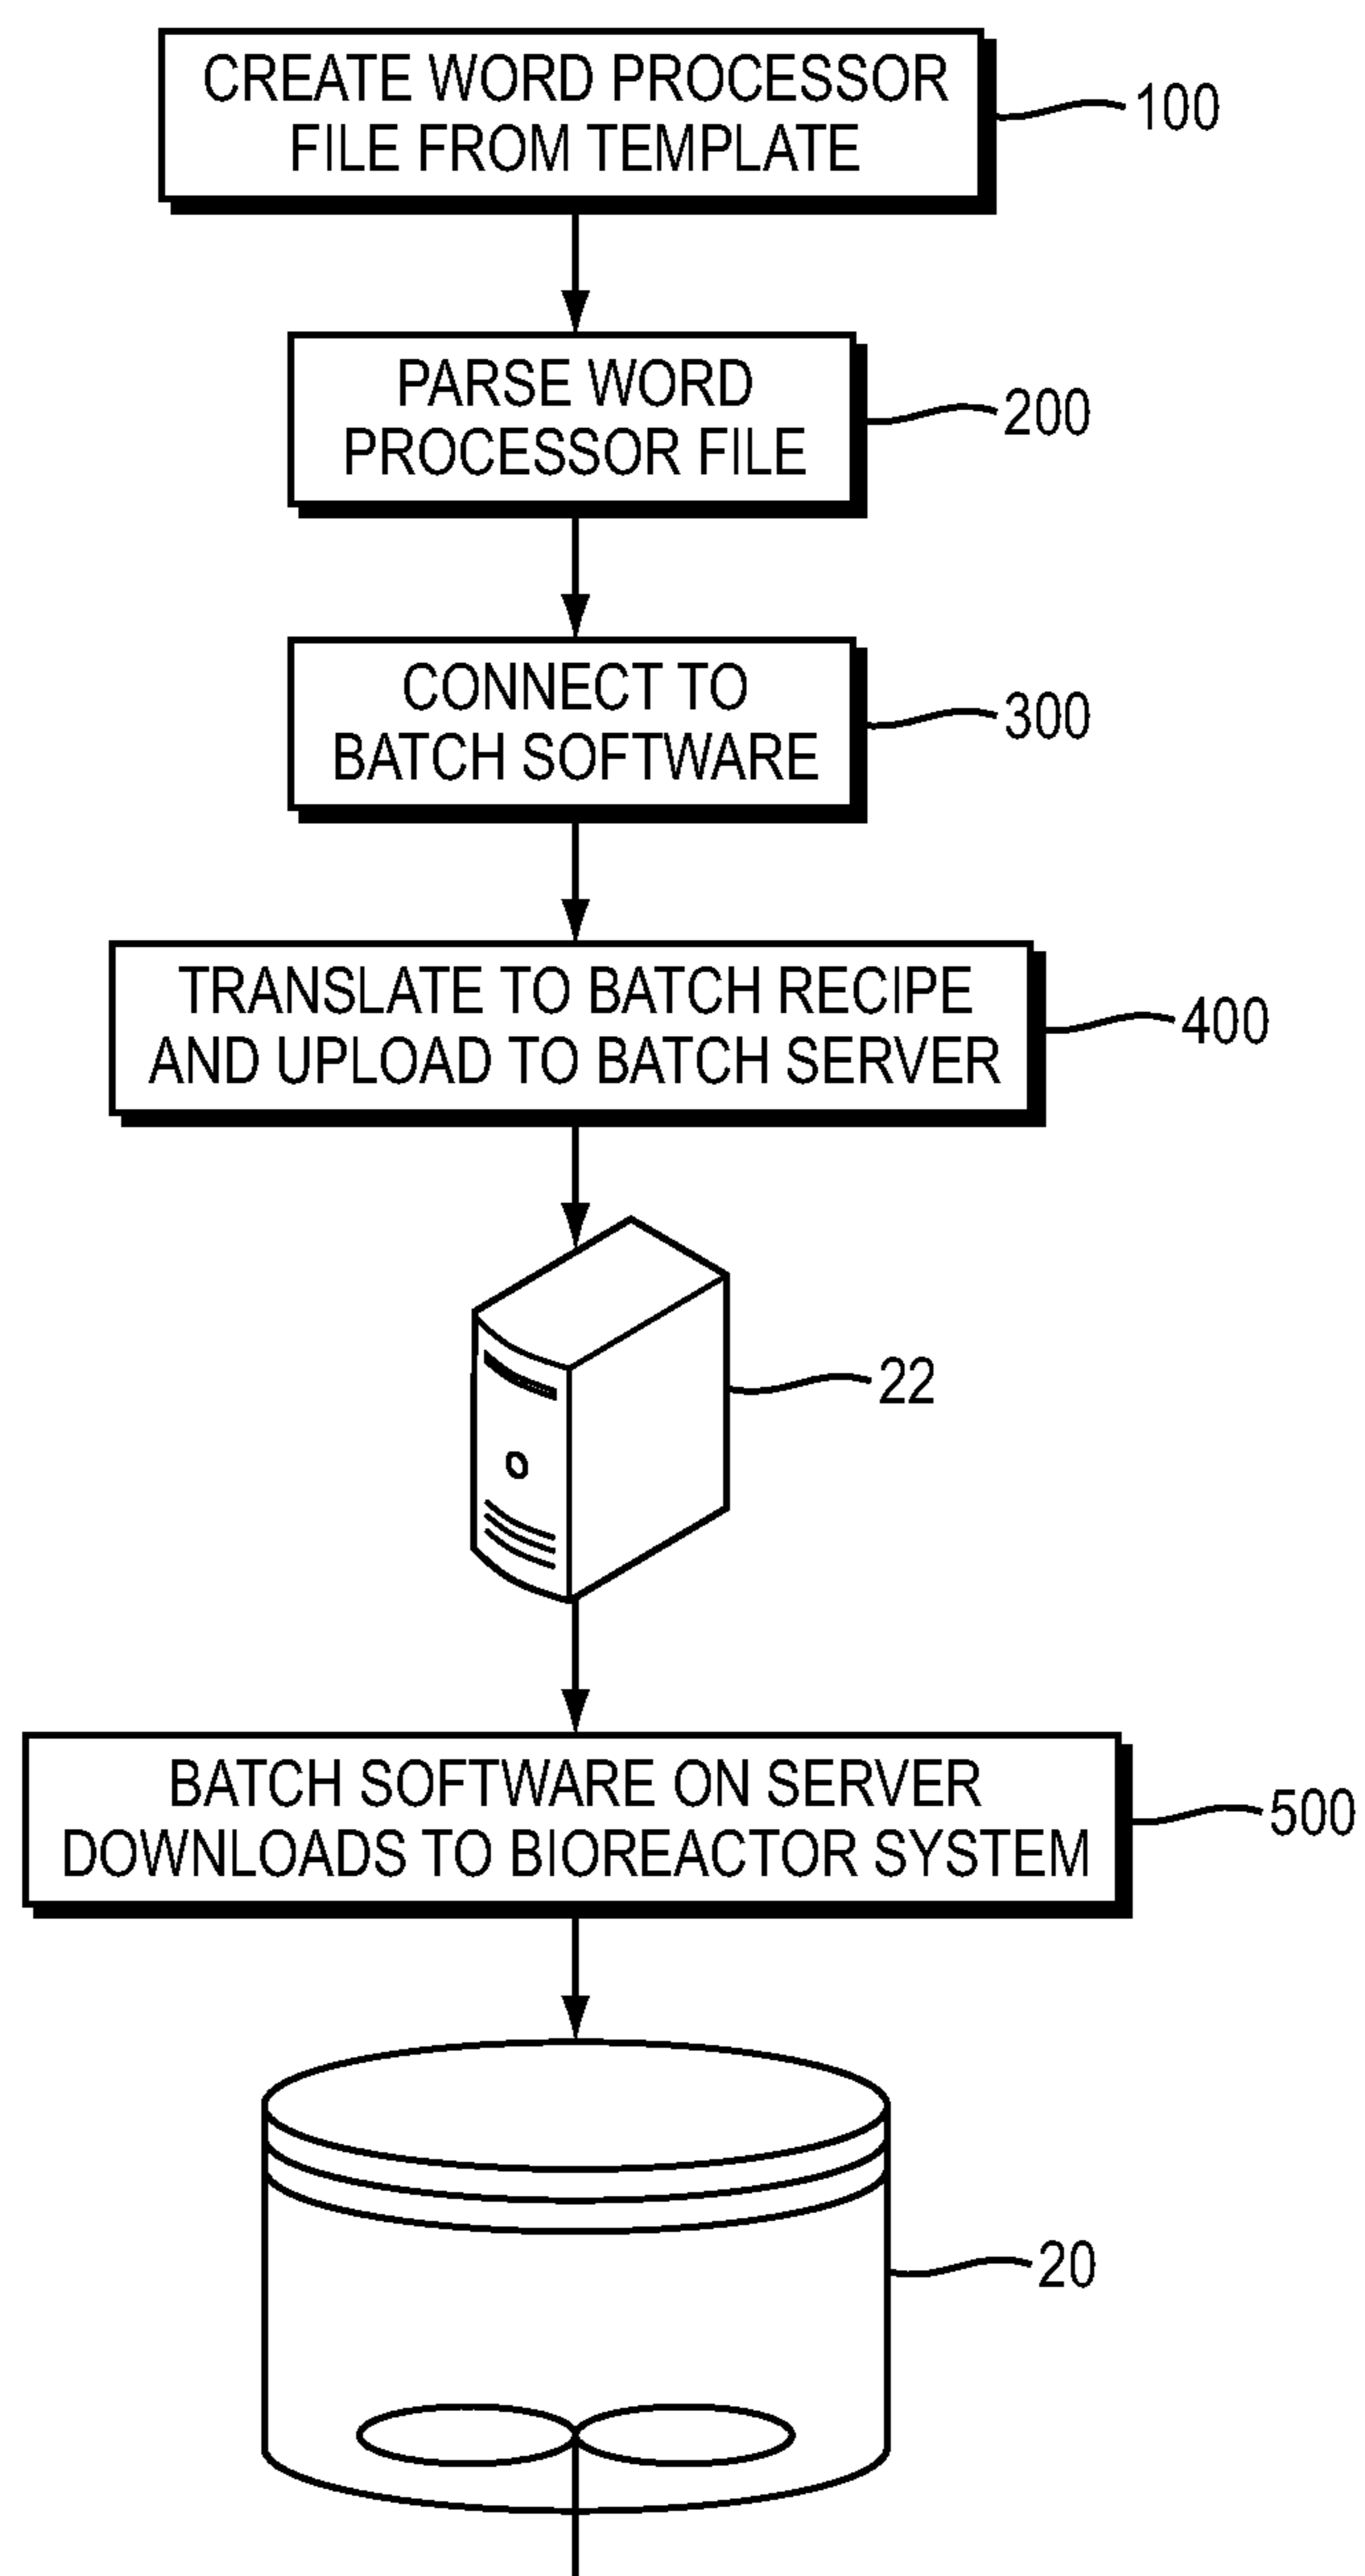 CREATE WORD PROCESSOR
FILE FROM TEMPLATE
100
PARSE WORD
PROCESSOR FILE
200
CONNECT TO
BATCH SOFTWARE
300
TRANSLATE TO BATCH RECIPE
AND UPLOAD TO BATCH SERVER
400
22
BATCH SOFTWARE ON SERVER
DOWNLOADS TO BIOREACTOR SYSTEM
500
20